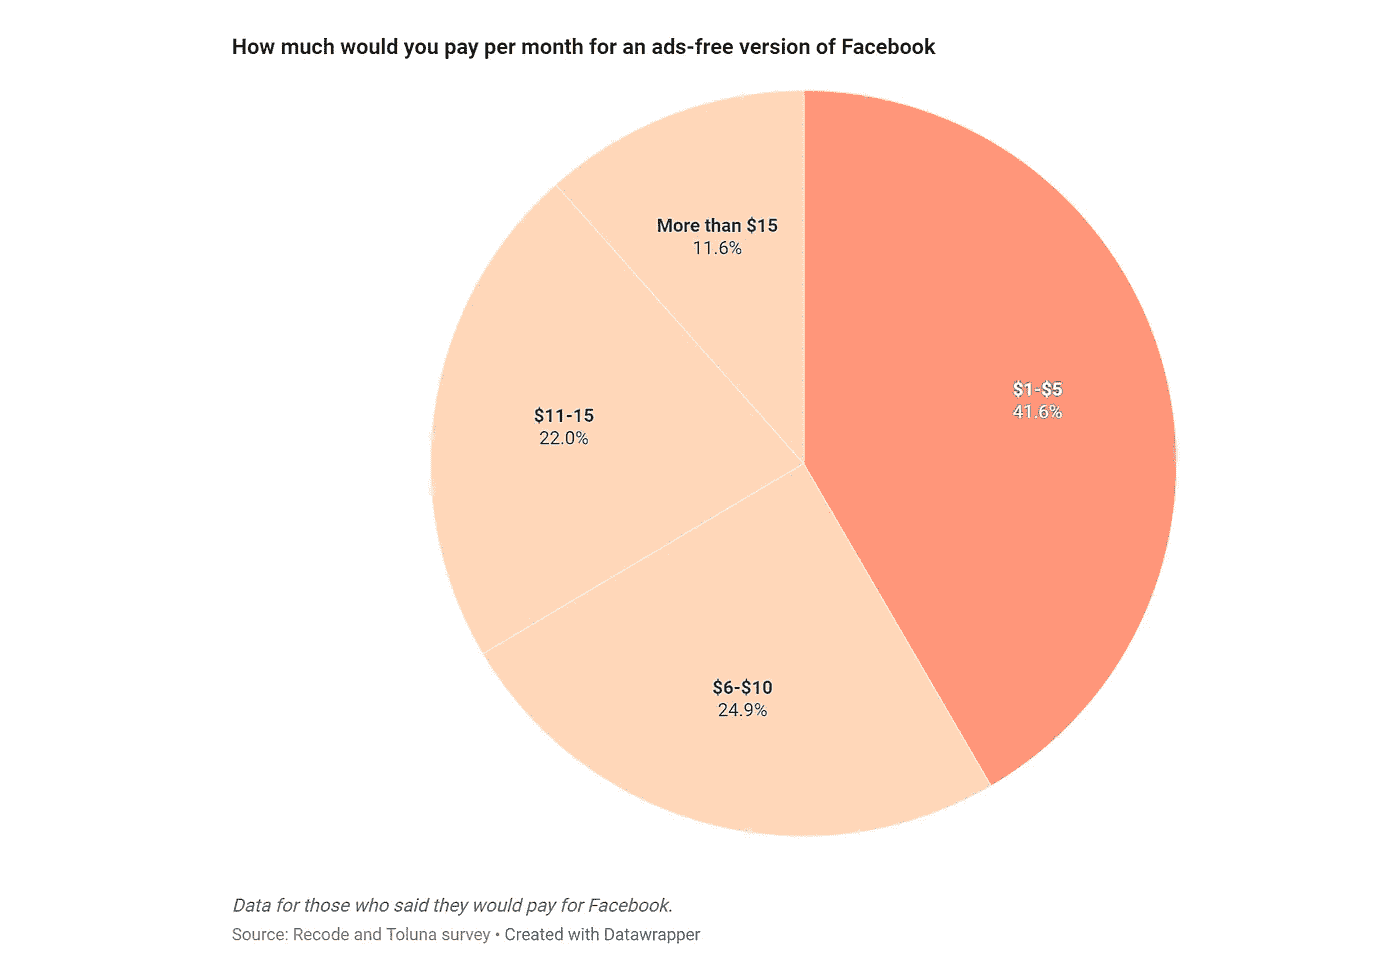 How much would you pay per month for an ads-free version of Facebook
More than $15
11.6%
$1-$5
41.6%
$11-15
22.0%
$6-$10
24.9%
Data for those who said they would pay for Facebook.
Source: Recode and Toluna survey • Created with Datawrapper